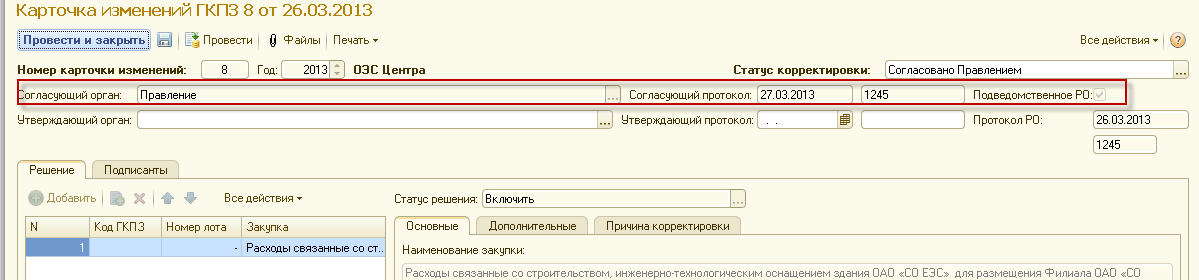 Карточка изменений ГКПЗ 8 от 26.03.2013
Провести и закрыть Провести Файлы Печать Все действия ?
Номер карточки изменений: 8 Год: 2013 ОЭС Центра Статус корректировки: Согласовано Правлением ...
Согласующий орган: Правление ... Согласующий протокол: 27.03.2013 1245 Подведомственное РО:
Утверждающий орган: ... Утверждающий протокол: . . Протокол РО: 26.03.2013
1245
Решение Подписанты
Добавить Все действия Статус решения: Включить ...
N Код ГКПЗ Номер лота Закупка Основные Дополнительные Причина корректировки
1 - Расходы связанные со ст...
Наименование закупки:
Расходы связанные со строительством, инженерно-технологическим оснащением здания ОАО «СО ЕЭС» для размещения Филиала ОАО «СО